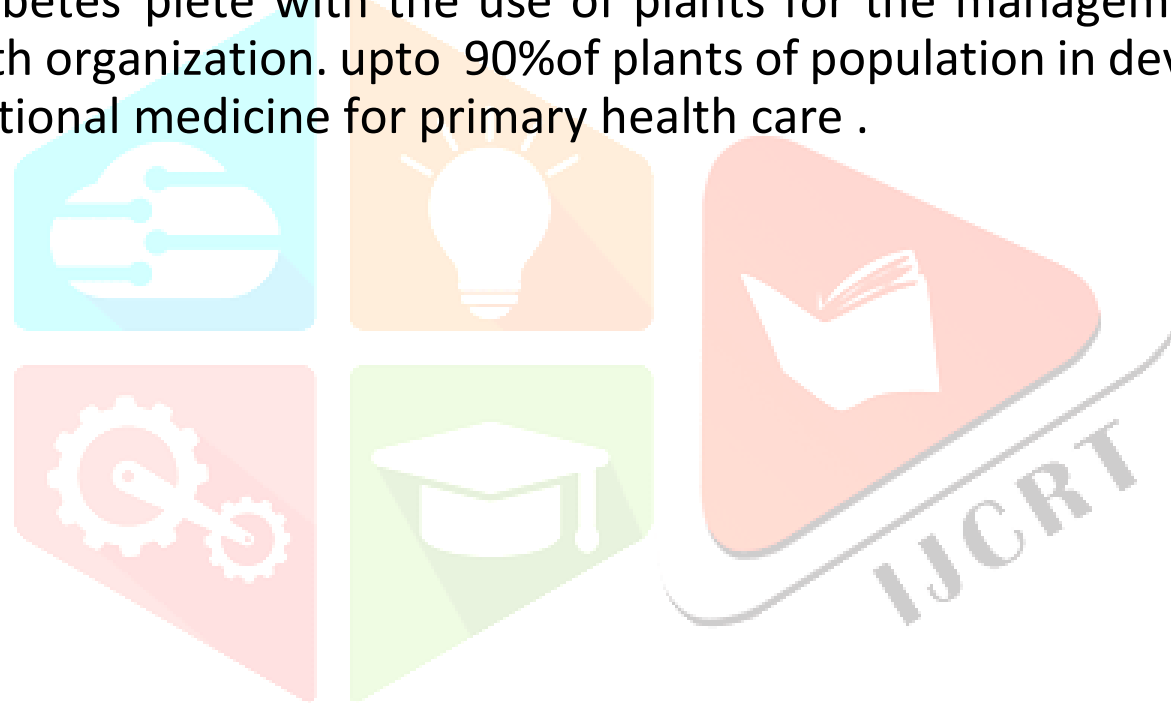 betes piete with the use of plants for the managem
th organization. upto 90%of plants of population in dev
tional medicine for primary health care .
IJCRT